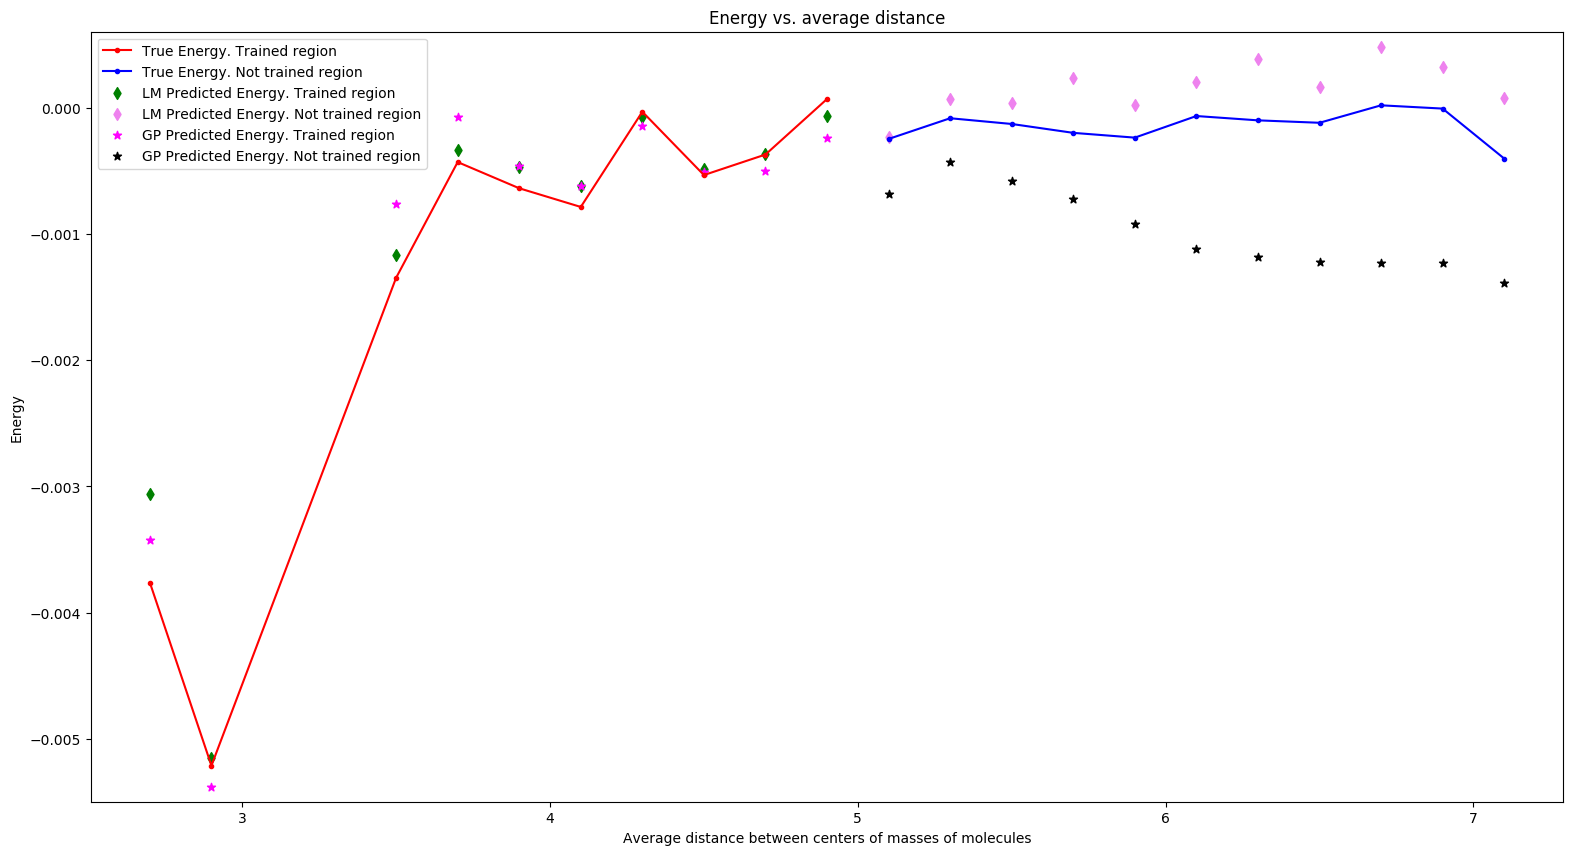 Energy vs. average distance
True Energy. Trained region
True Energy. Not trained region
LM Predicted Energy. Trained region
LM Predicted Energy. Not trained region
GP Predicted Energy. Trained region
GP Predicted Energy. Not trained region
0.000
−0.001
−0.002
−0.003
−0.004
−0.005
Energy
3 4 5 6 7
Average distance between centers of masses of molecules